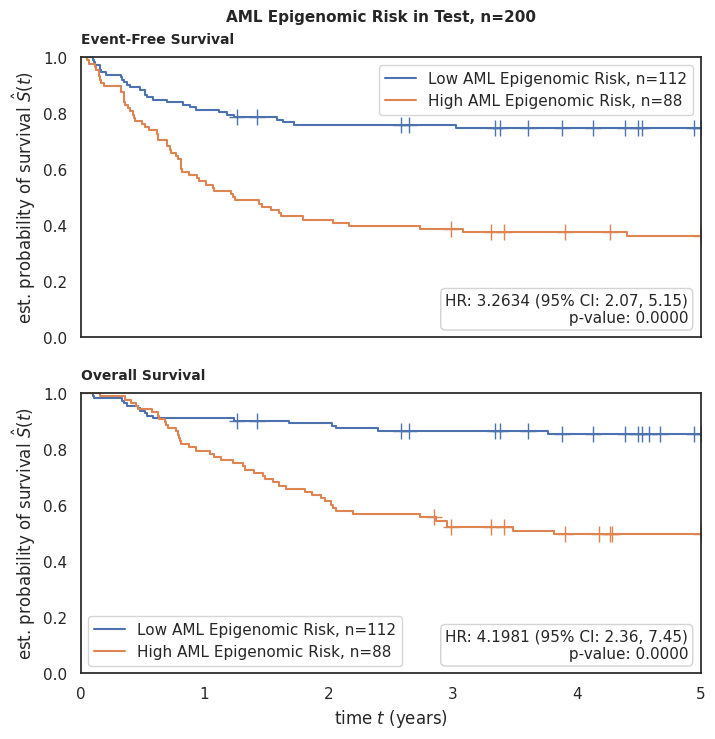 AML Epigenomic Risk in Test, n=200
Event-Free Survival
est. probability of survival Ŝ(t)
1.0
0.8
0.6
0.4
0.2
0.0
Low AML Epigenomic Risk, n=112
High AML Epigenomic Risk, n=88
HR: 3.2634 (95% CI: 2.07, 5.15)
p-value: 0.0000
Overall Survival
est. probability of survival Ŝ(t)
1.0
0.8
0.6
0.4
0.2
0.0
Low AML Epigenomic Risk, n=112
High AML Epigenomic Risk, n=88
HR: 4.1981 (95% CI: 2.36, 7.45)
p-value: 0.0000
0 1 2 3 4 5
time t (years)